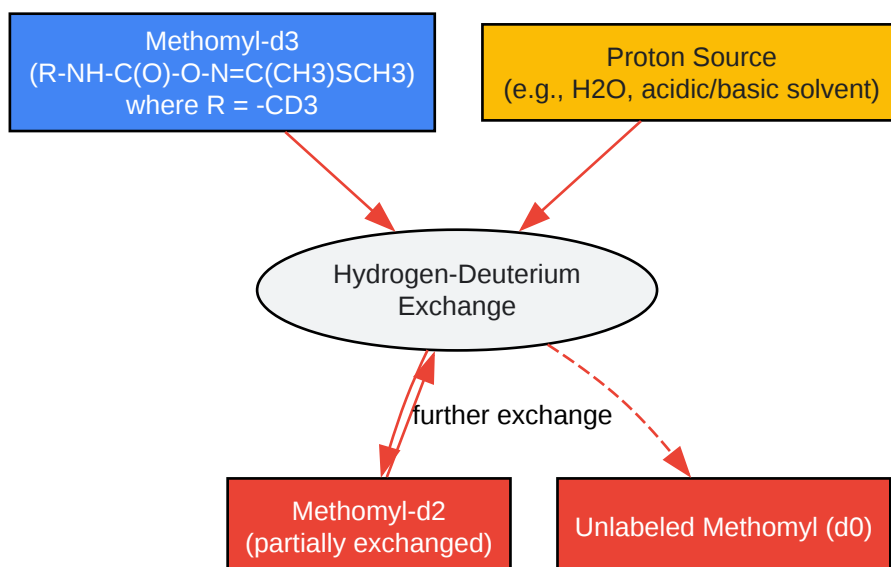 Methomyl-d3
(R-NH-C(O)-O-N=C(CH3)SCH3)
where R = -CD3
Proton Source
(e.g., H2O, acidic/basic solvent)
Hydrogen-Deuterium
Exchange
further exchange
Methomyl-d2
(partially exchanged)
Unlabeled Methomyl (d0)